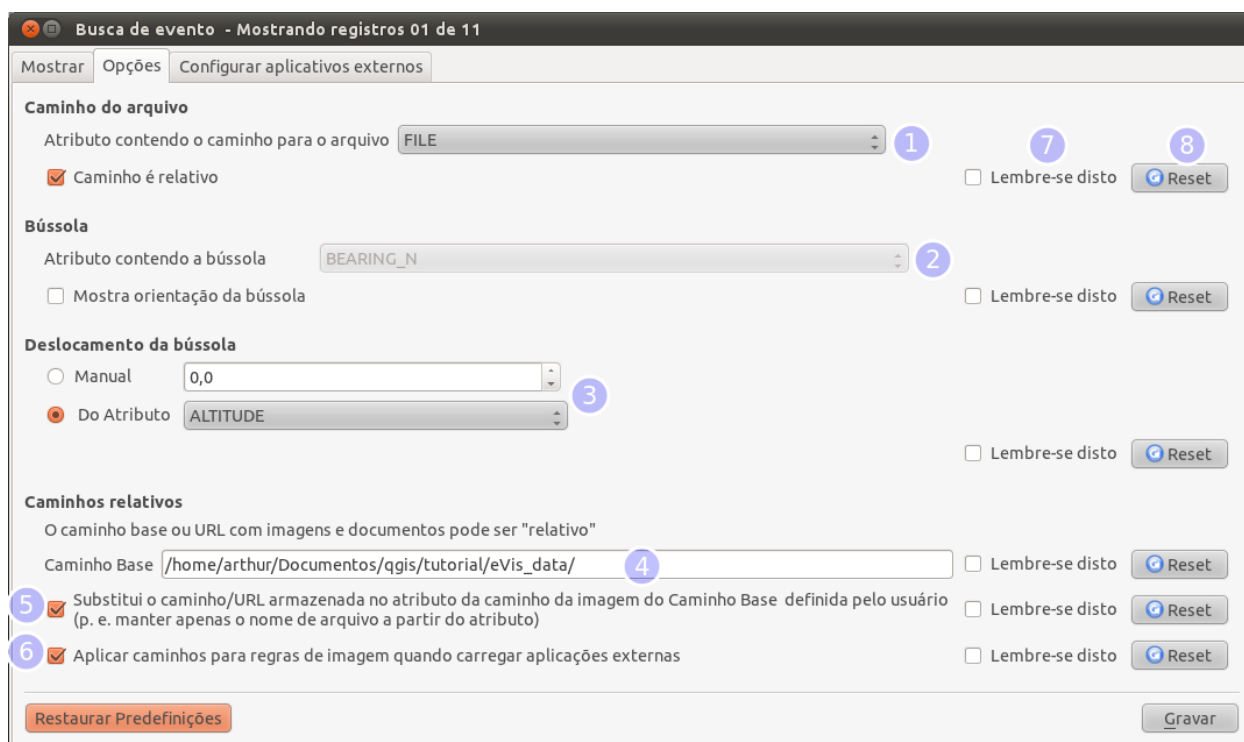 Busca de evento - Mostrando registros 01 de 11
Mostrar Opções Configurar aplicativos externos
Caminho do arquivo
Atributo contendo o caminho para o arquivo FILE 1 7 8
Caminho é relativo Lembre-se disto Reset
Bússola
Atributo contendo a bússola BEARING_N 2
Mostra orientação da bússola Lembre-se disto Reset
Deslocamento da bússola
Manual 0,0
3
Do Atributo ALTITUDE
Lembre-se disto Reset
Caminhos relativos
O caminho base ou URL com imagens e documentos pode ser "relativo"
Caminho Base /home/arthur/Documentos/qgis/tutorial/eVis_data/ 4 Lembre-se disto Reset
5 Substitui o caminho/URL armazenada no atributo da caminho da imagem do Caminho Base definida pelo usuário
(p. e. manter apenas o nome de arquivo a partir do atributo) Lembre-se disto Reset
6 Aplicar caminhos para regras de imagem quando carregar aplicações externas Lembre-se disto Reset
Restaurar Predefinições Gravar